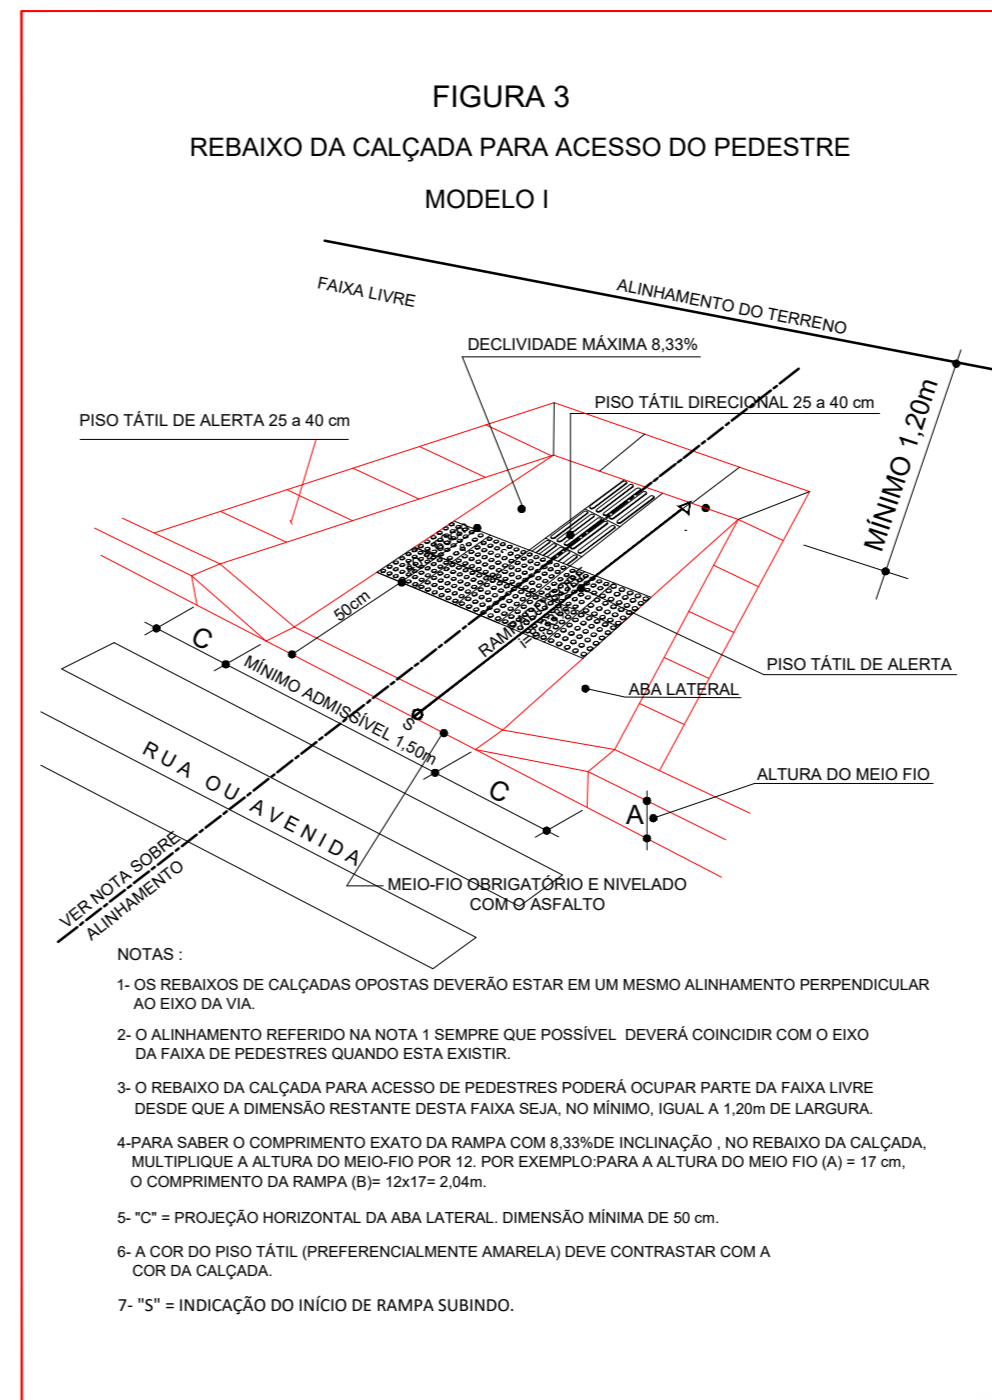 FIGURA 3
REBAIXO DA CALÇADA PARA ACESSO DO PEDESTRE
MODELO I
FAIXA LIVRE
ALINHAMENTO DO TERRENO
DECLIVIDADE MÁXIMA 8,33%
PISO TÁTIL DIRECIONAL 25 a 40 cm
PISO TÁTIL DE ALERTA 25 a 40 cm
MÍNIMO 1,20m
50cm
C
MÍNIMO ADMISSÍVEL 1,50m
S
C
PISO TÁTIL DE ALERTA
ABA LATERAL
RUA OU AVENIDA
ALTURA DO MEIO FIO
A
MEIO-FIO OBRIGATÓRIO E NIVELADO
COM O ASFALTO
VER NOTA SOBRE
ALINHAMENTO
NOTAS :
1- OS REBAIXOS DE CALÇADAS OPOSTAS DEVERÃO ESTAR EM UM MESMO ALINHAMENTO PERPENDICULAR
AO EIXO DA VIA.
2- O ALINHAMENTO REFERIDO NA NOTA 1 SEMPRE QUE POSSÍVEL DEVERÁ COINCIDIR COM O EIXO
DA FAIXA DE PEDESTRES QUANDO ESTA EXISTIR.
3- O REBAIXO DA CALÇADA PARA ACESSO DE PEDESTRES PODERÁ OCUPAR PARTE DA FAIXA LIVRE
DESDE QUE A DIMENSÃO RESTANTE DESTA FAIXA SEJA, NO MÍNIMO, IGUAL A 1,20m DE LARGURA.
4-PARA SABER O COMPRIMENTO EXATO DA RAMPA COM 8,33%DE INCLINAÇÃO , NO REBAIXO DA CALÇADA,
MULTIPLIQUE A ALTURA DO MEIO-FIO POR 12. POR EXEMPLO:PARA A ALTURA DO MEIO FIO (A) = 17 cm,
O COMPRIMENTO DA RAMPA (B)= 12x17= 2,04m.
5- "C" = PROJEÇÃO HORIZONTAL DA ABA LATERAL. DIMENSÃO MÍNIMA DE 50 cm.
6- A COR DO PISO TÁTIL (PREFERENCIALMENTE AMARELA) DEVE CONTRASTAR COM A
COR DA CALÇADA.
7- "S" = INDICAÇÃO DO INÍCIO DE RAMPA SUBINDO.